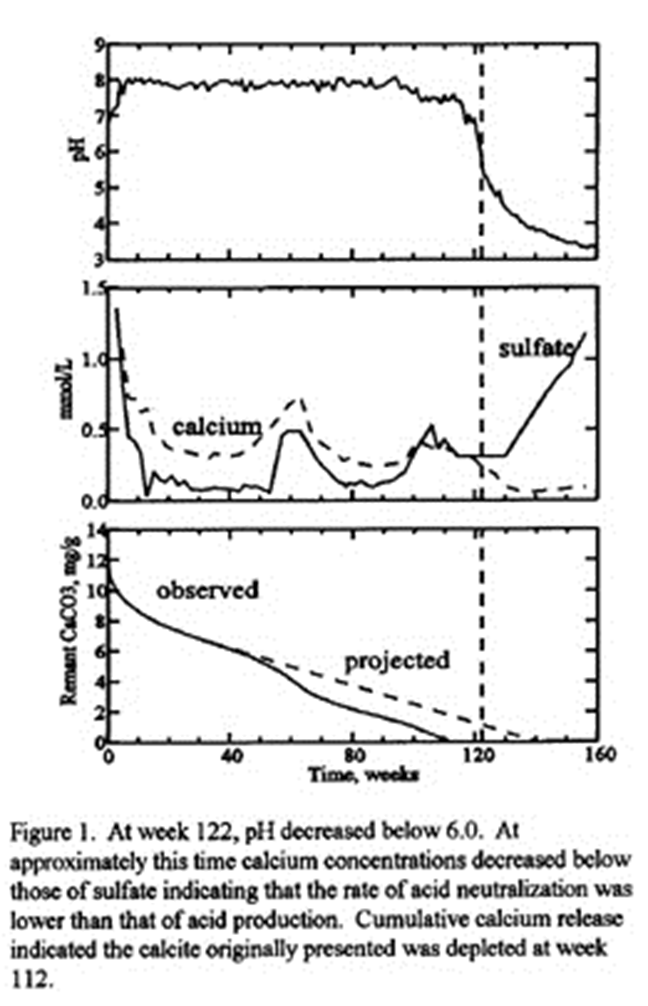 9
8
7
6
5
4
3
pH
1.5
1.0
0.5
0.0
mmol/L
sulfate
calcium
14
12
10
8
6
4
2
0
Remant CaCO3, mg/g
observed
projected
0 40 80 120 160
Time, weeks
Figure 1. At week 122, pH decreased below 6.0. At
approximately this time calcium concentrations decreased below
those of sulfate indicating that the rate of acid neutralization was
lower than that of acid production. Cumulative calcium release
indicated the calcite originally presented was depleted at week
112.